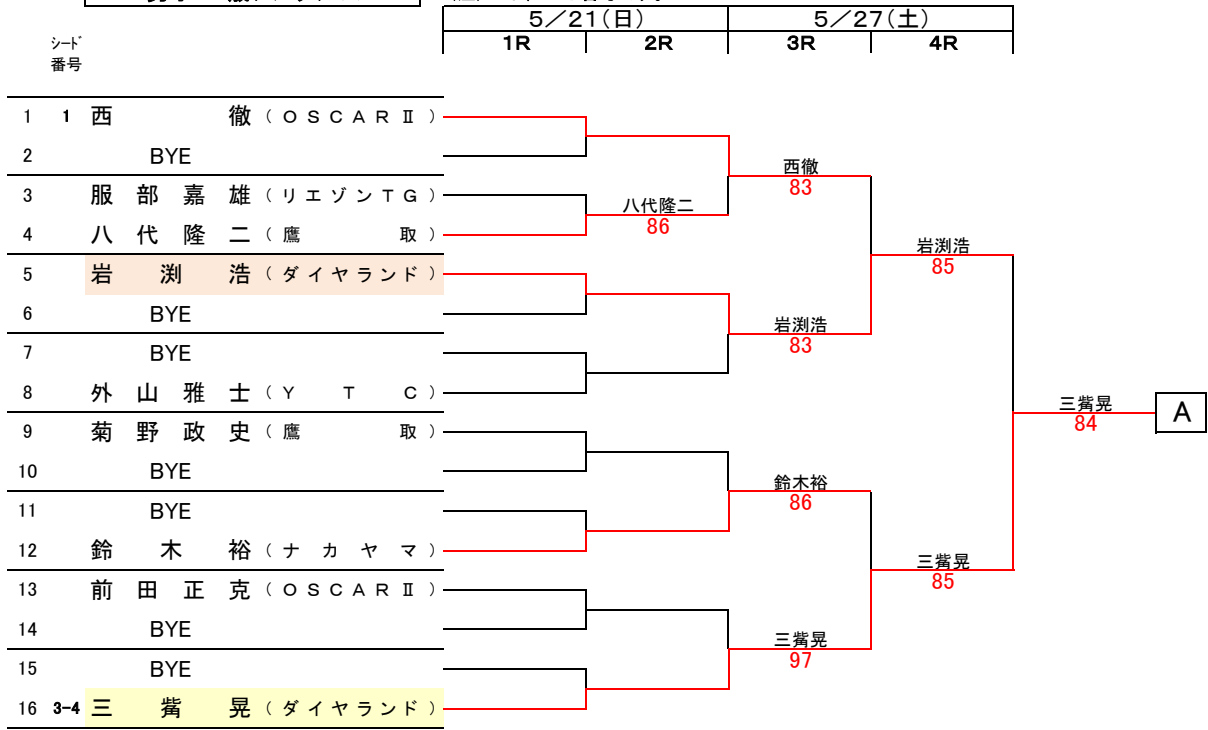 5／21(日) 5／27(土)
1R 2R 3R 4R
シード
番号
1 1 西 徹 (OSCARⅡ)
2 BYE
西徹
83
3 服部嘉雄 (リエゾンTG)
八代隆二
86
4 八代隆二 (鷹取)
岩渕浩
85
5 岩渕浩 (ダイヤランド)
6 BYE
岩渕浩
83
7 BYE
8 外山雅士 (YTC)
三觜晃
84
A
9 菊野政史 (鷹取)
10 BYE
鈴木裕
86
11 BYE
12 鈴木裕 (ナカヤマ)
三觜晃
85
13 前田正克 (OSCARⅡ)
14 BYE
三觜晃
97
15 BYE
16 3-4 三觜晃 (ダイヤランド)